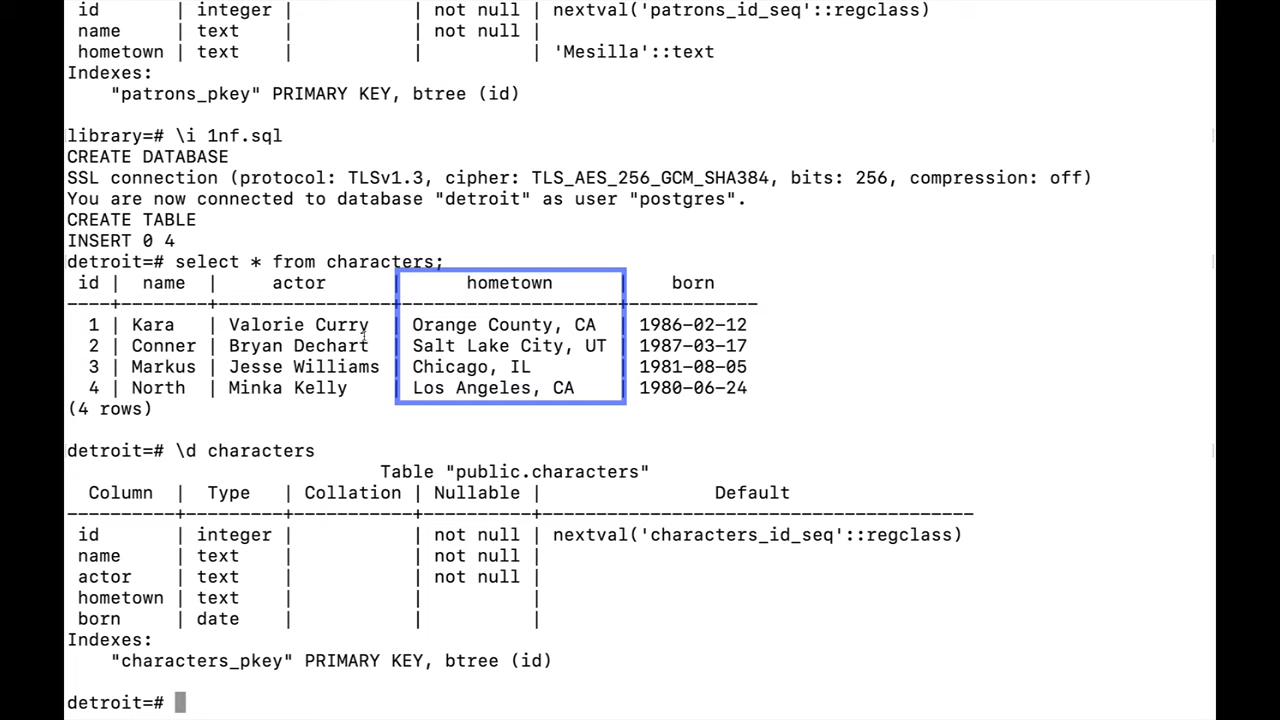 id | integer | | not null | nextval('patrons_id_seq'::regclass)
name | text | | not null |
hometown | text | | | 'Mesilla'::text
Indexes:
"patrons_pkey" PRIMARY KEY, btree (id)
library=# \i 1nf.sql
CREATE DATABASE
SSL connection (protocol: TLSv1.3, cipher: TLS_AES_256_GCM_SHA384, bits: 256, compression: off)
You are now connected to database "detroit" as user "postgres".
CREATE TABLE
INSERT 0 4
detroit=# select * from characters;
id | name | actor | hometown | born
----+--------+----------------+--------------------+------------
1 | Kara | Valorie Curry | Orange County, CA | 1986-02-12
2 | Conner | Bryan Dechart | Salt Lake City, UT | 1987-03-17
3 | Markus | Jesse Williams | Chicago, IL | 1981-08-05
4 | North | Minka Kelly | Los Angeles, CA | 1980-06-24
(4 rows)
detroit=# \d characters
Table "public.characters"
Column | Type | Collation | Nullable | Default
----------+---------+-----------+----------+----------------------------------------
id | integer | | not null | nextval('characters_id_seq'::regclass)
name | text | | not null |
actor | text | | not null |
hometown | text | | |
born | date | | |
Indexes:
"characters_pkey" PRIMARY KEY, btree (id)
detroit=#